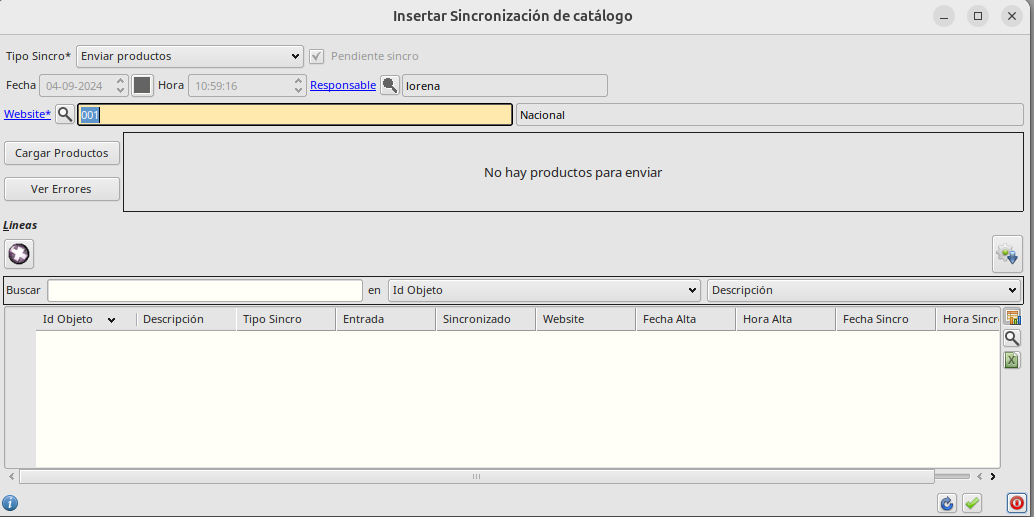 Insertar Sincronización de catálogo
Tipo Sincro* Enviar productos Pendiente sincro
Fecha 04-09-2024 Hora 10:59:16 Responsable lorena
Website* 001 Nacional
Cargar Productos
No hay productos para enviar
Ver Errores
Líneas
Buscar en Id Objeto Descripción
Id Objeto Descripción Tipo Sincro Entrada Sincronizado Website Fecha Alta Hora Alta Fecha Sincro Hora Sincr